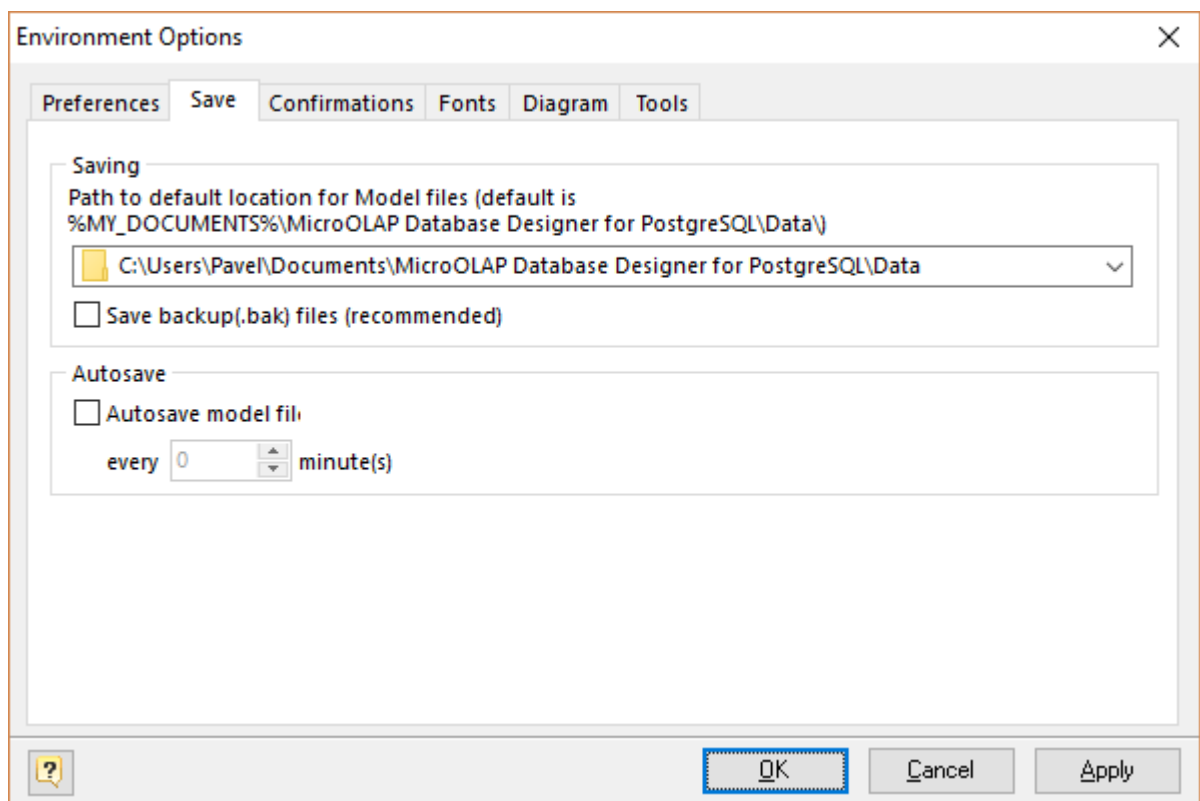 Environment Options
Preferences Save Confirmations Fonts Diagram Tools
Saving
Path to default location for Model files (default is
%MY_DOCUMENTS%\MicroOLAP Database Designer for PostgreSQL\Data\)
C:\Users\Pavel\Documents\MicroOLAP Database Designer for PostgreSQL\Data
Save backup(.bak) files (recommended)
Autosave
Autosave model fil
every 0 minute(s)
?
OK Cancel Apply